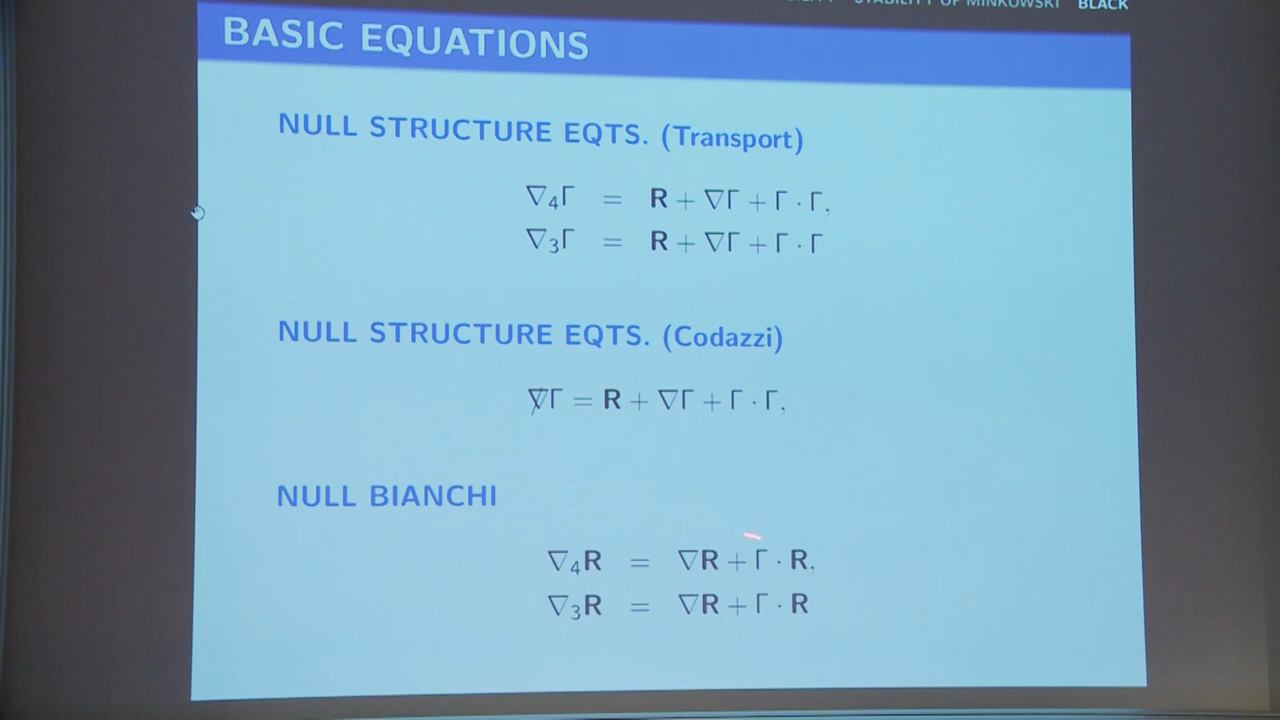 STABILITY OF MINKOWSKI BLACK
BASIC EQUATIONS
NULL STRUCTURE EQTS. (Transport)
∇₄Γ = R + ∇Γ + Γ · Γ,
∇₃Γ = R + ∇Γ + Γ · Γ
NULL STRUCTURE EQTS. (Codazzi)
∇̸Γ = R + ∇Γ + Γ · Γ,
NULL BIANCHI
∇₄R = ∇R + Γ · R,
∇₃R = ∇R + Γ · R